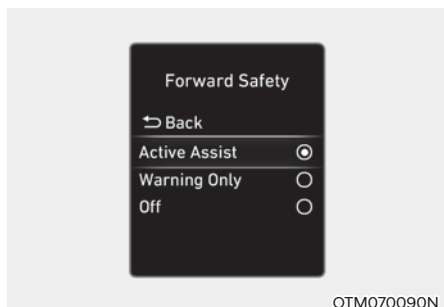 Forward Safety
Back
Active Assist
Warning Only
Off
OTM070090N